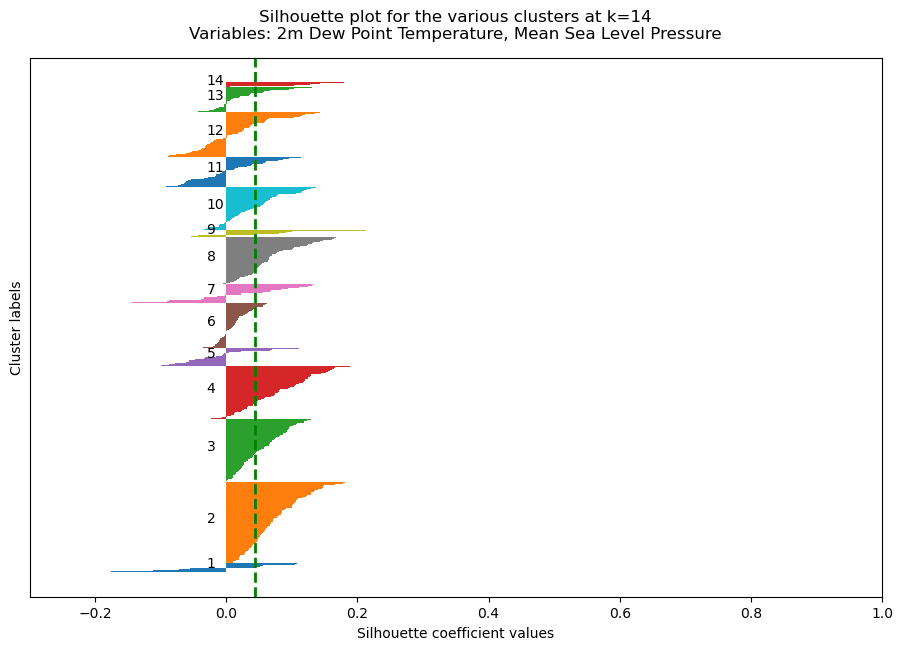 Silhouette plot for the various clusters at k=14
Variables: 2m Dew Point Temperature, Mean Sea Level Pressure
Cluster labels
14
13
12
11
10
9
8
7
6
5
4
3
2
1
−0.2 0.0 0.2 0.4 0.6 0.8 1.0
Silhouette coefficient values